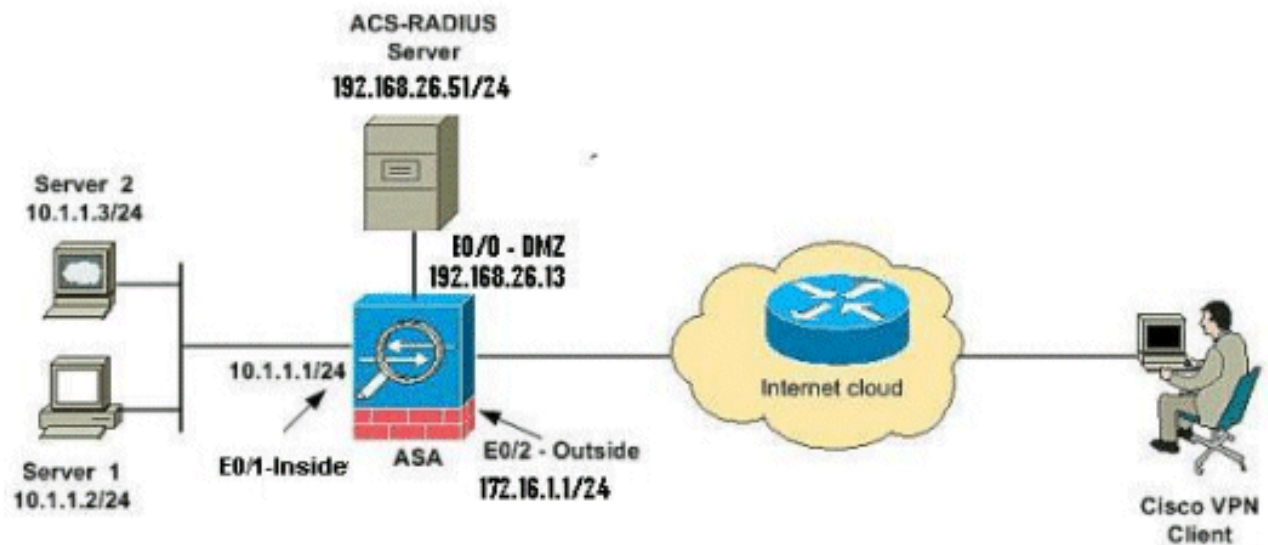 ACS-RADIUS
Server
192.168.26.51/24
Server 2
10.1.1.3/24
E0/0 - DMZ
192.168.26.13
10.1.1.1/24
Internet cloud
E0/1-Inside
ASA
E0/2 - Outside
172.16.1.1/24
Server 1
10.1.1.2/24
Cisco VPN
Client